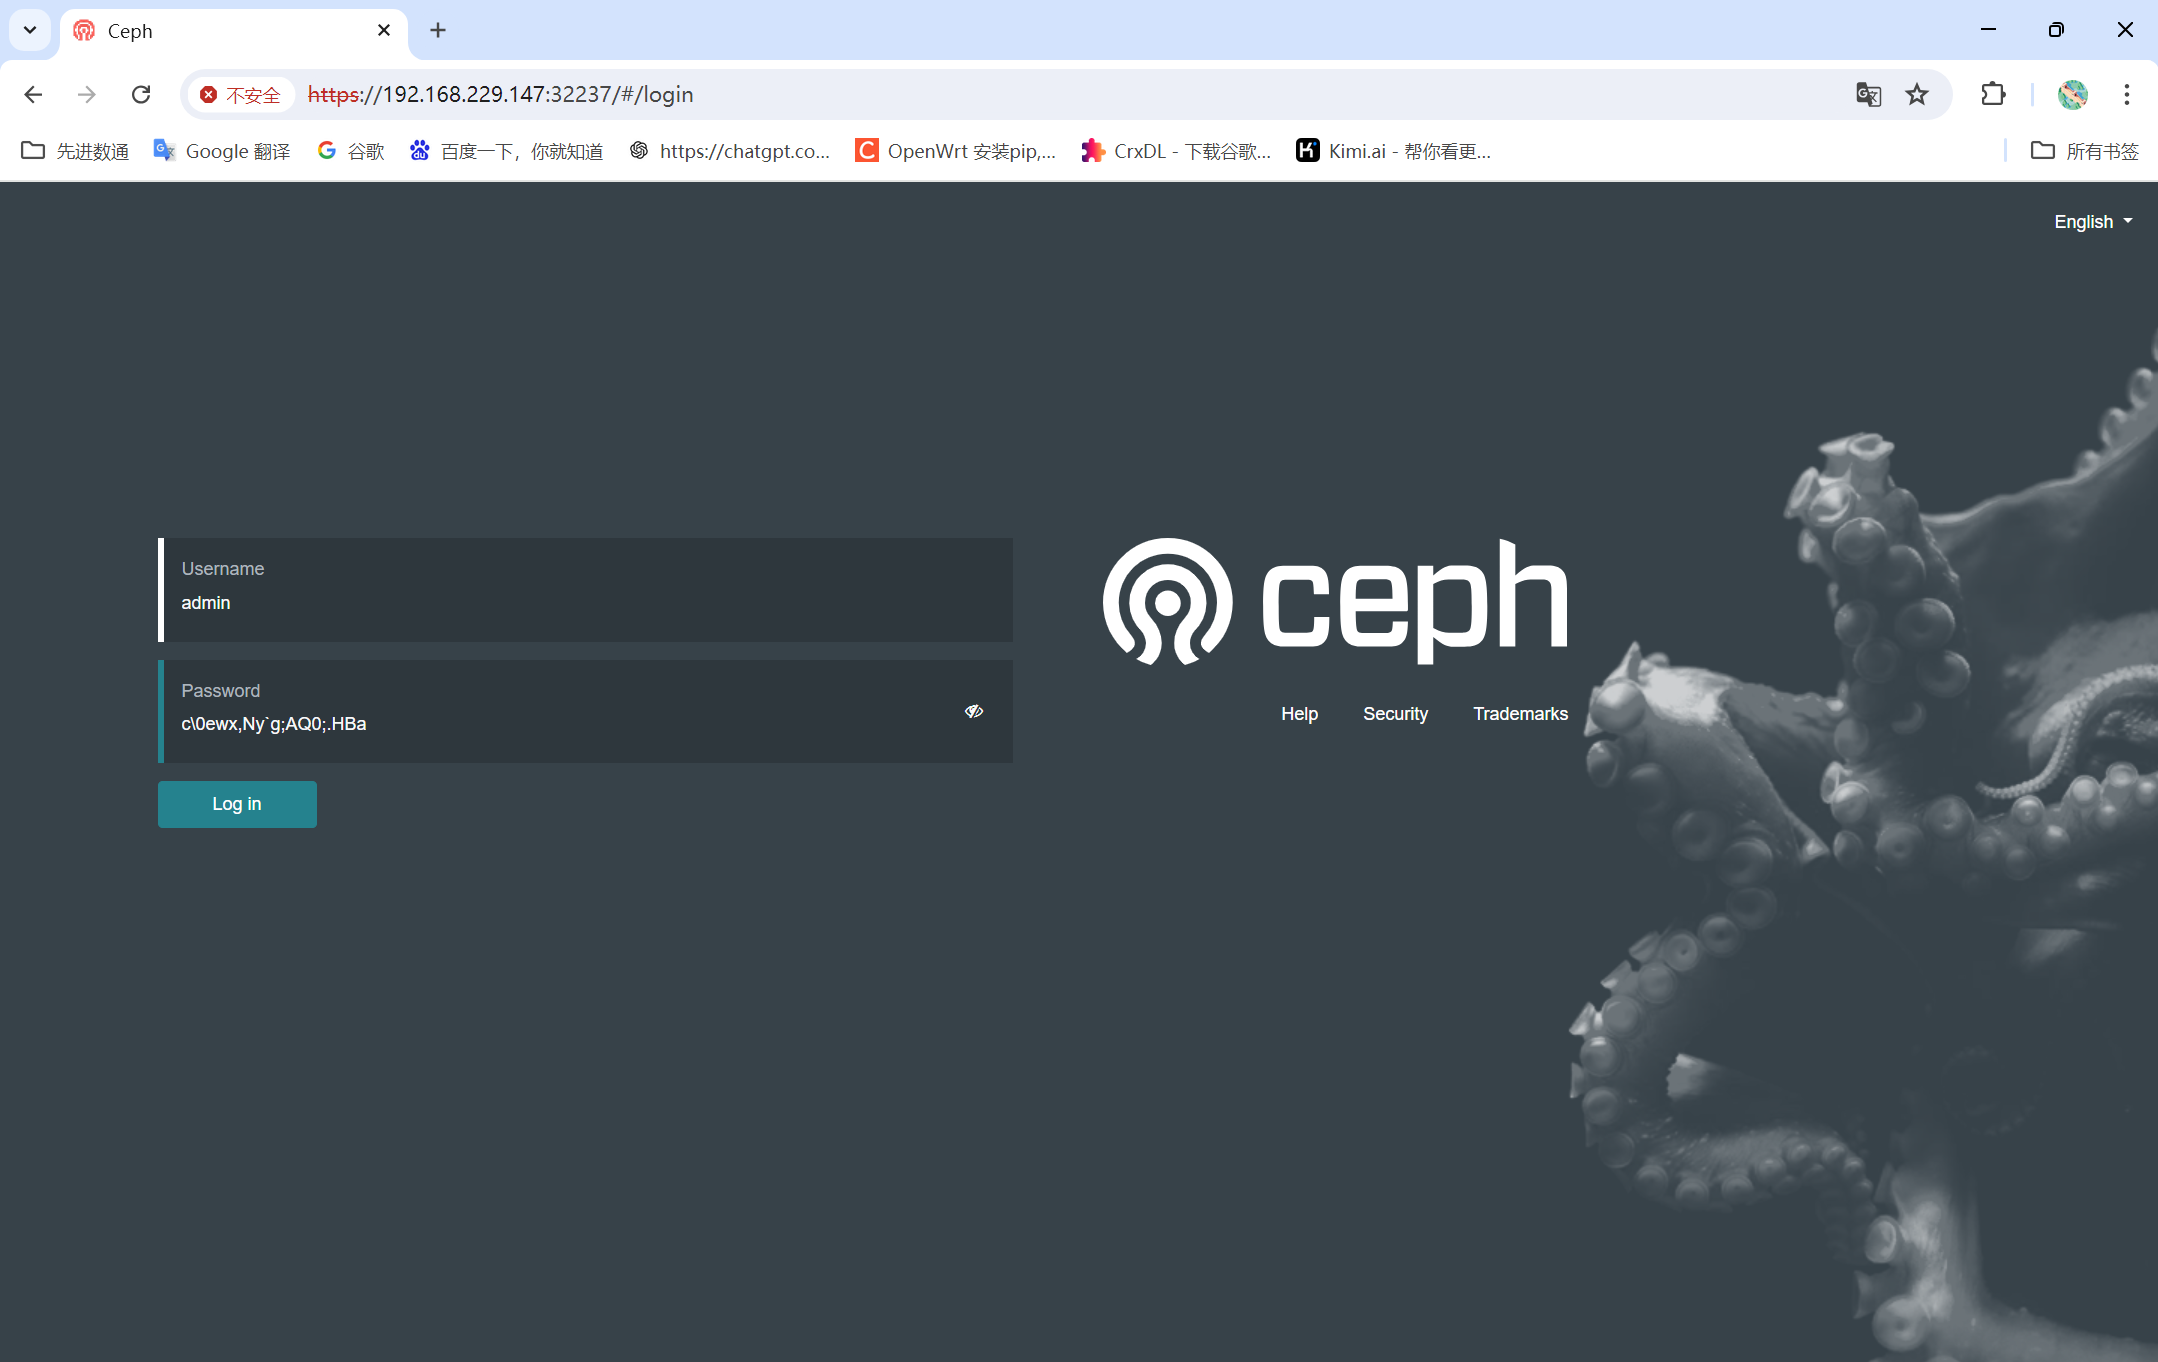 Ceph
不安全
https://192.168.229.147:32237/#/login
先进数通
Google 翻译
谷歌
百度一下，你就知道
https://chatgpt.co...
OpenWrt 安装pip,...
CrxDL - 下载谷歌...
Kimi.ai - 帮你看更...
所有书签
English
Username
admin
Password
c\0ewx,Ny`g;AQ0;.HBa
Log in
ceph
Help
Security
Trademarks